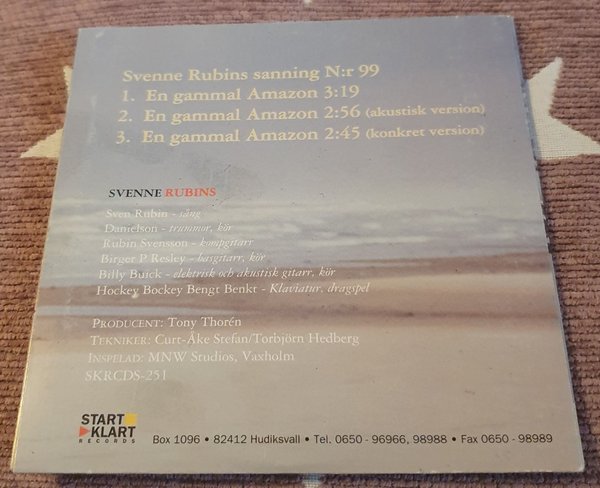 Svenne Rubins sanning N:r 99
1. En gammal Amazon 3:19
2. En gammal Amazon 2:56 (akustisk version)
3. En gammal Amazon 2:45 (konkret version)
SVENNE RUBINS
Sven Rubin - sång
Danielson - trummor, kör
Rubin Svensson - kompgitarr
Birger P Resley - basgitarr, kör
Billy Buick - elektrisk och akustisk gitarr, kör
Hockey Bockey Bengt Benkt - Klaviatur, dragspel
PRODUCENT: Tony Thorén
TEKNIKER: Curt-Åke Stefan/Torbjörn Hedberg
INSPELAD: MNW Studios, Vaxholm
SKRCDS-251
START
KLART
RECORDS
Box 1096 • 82412 Hudiksvall • Tel. 0650 - 96966, 98988 • Fax 0650 - 98989